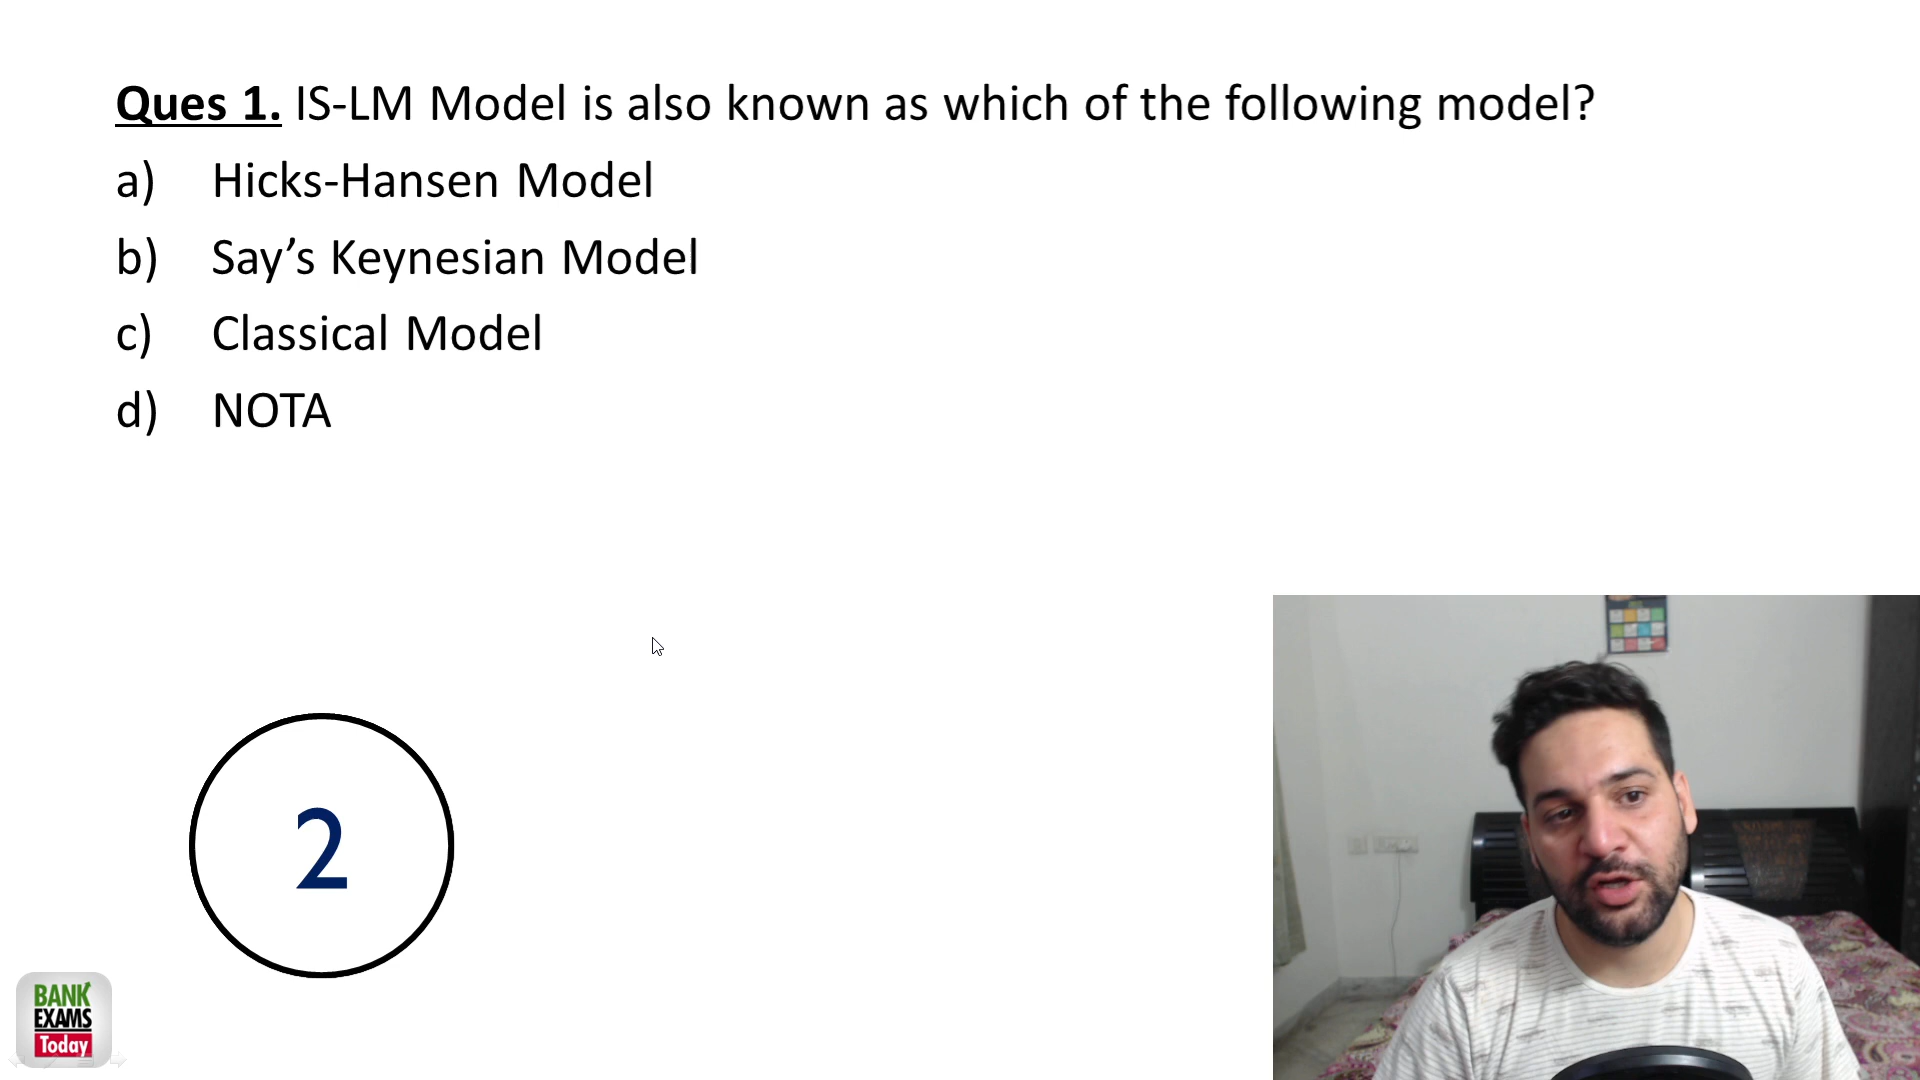 Ques 1. IS-LM Model is also known as which of the following model?
a) Hicks-Hansen Model
b) Say’s Keynesian Model
c) Classical Model
d) NOTA
2
BANK
EXAMS
Today